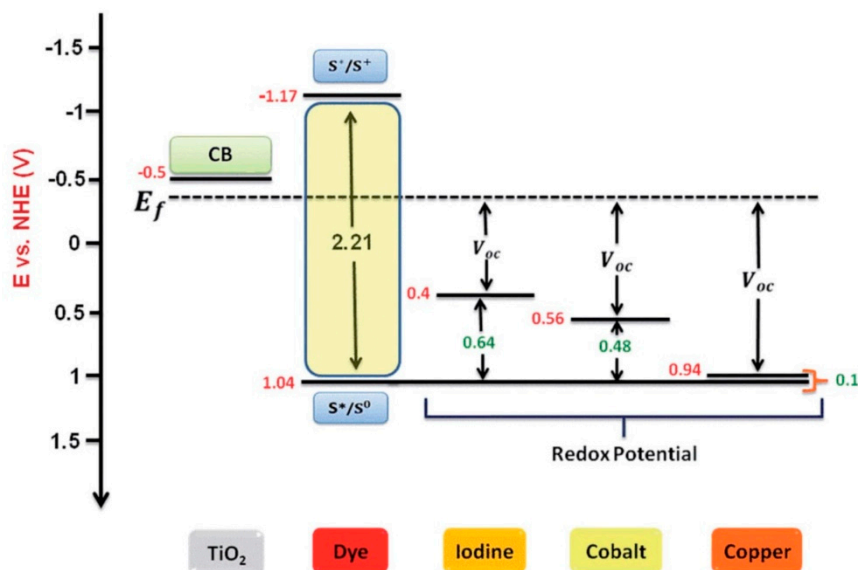 E vs. NHE (V)
-1.5
-1
-0.5
0
0.5
1
1.5
S*/S⁺
-1.17
CB
-0.5
E_f
2.21
V_oc
V_oc
V_oc
0.4
0.56
0.64
0.48
0.94
0.1
1.04
S*/S⁰
Redox Potential
TiO₂
Dye
Iodine
Cobalt
Copper